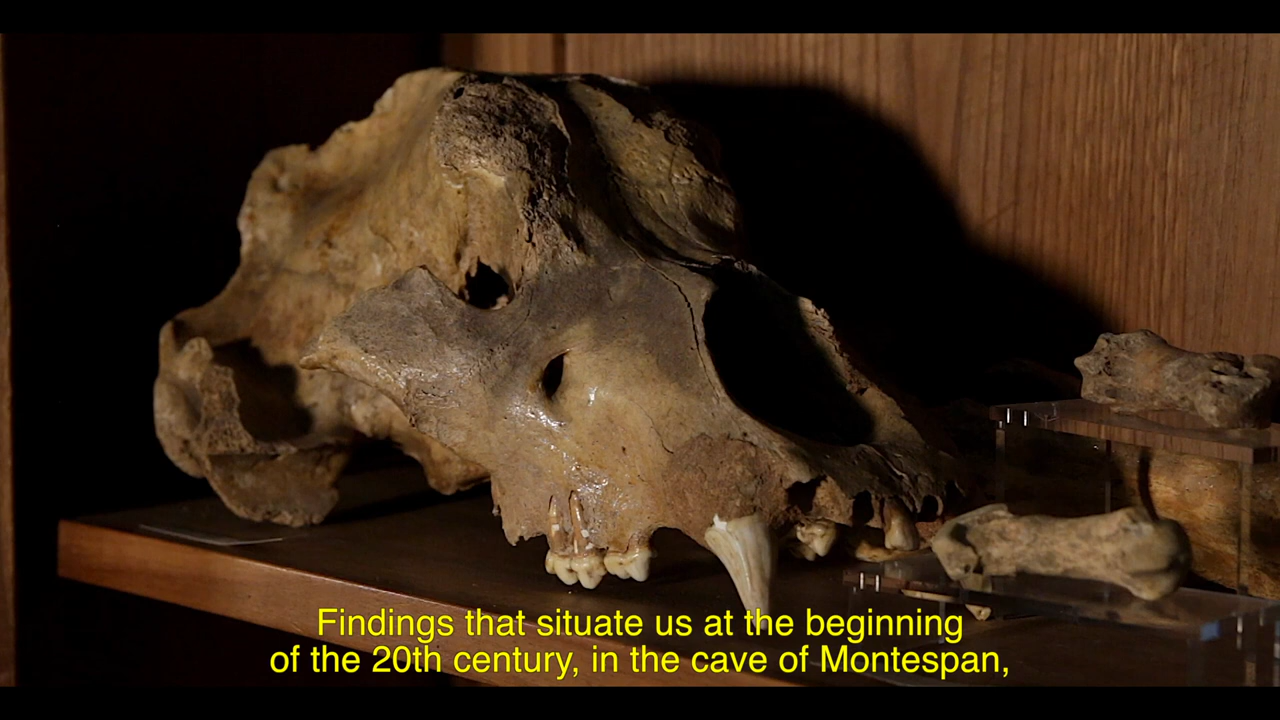 Findings that situate us at the beginning
of the 20th century, in the cave of Montespan,